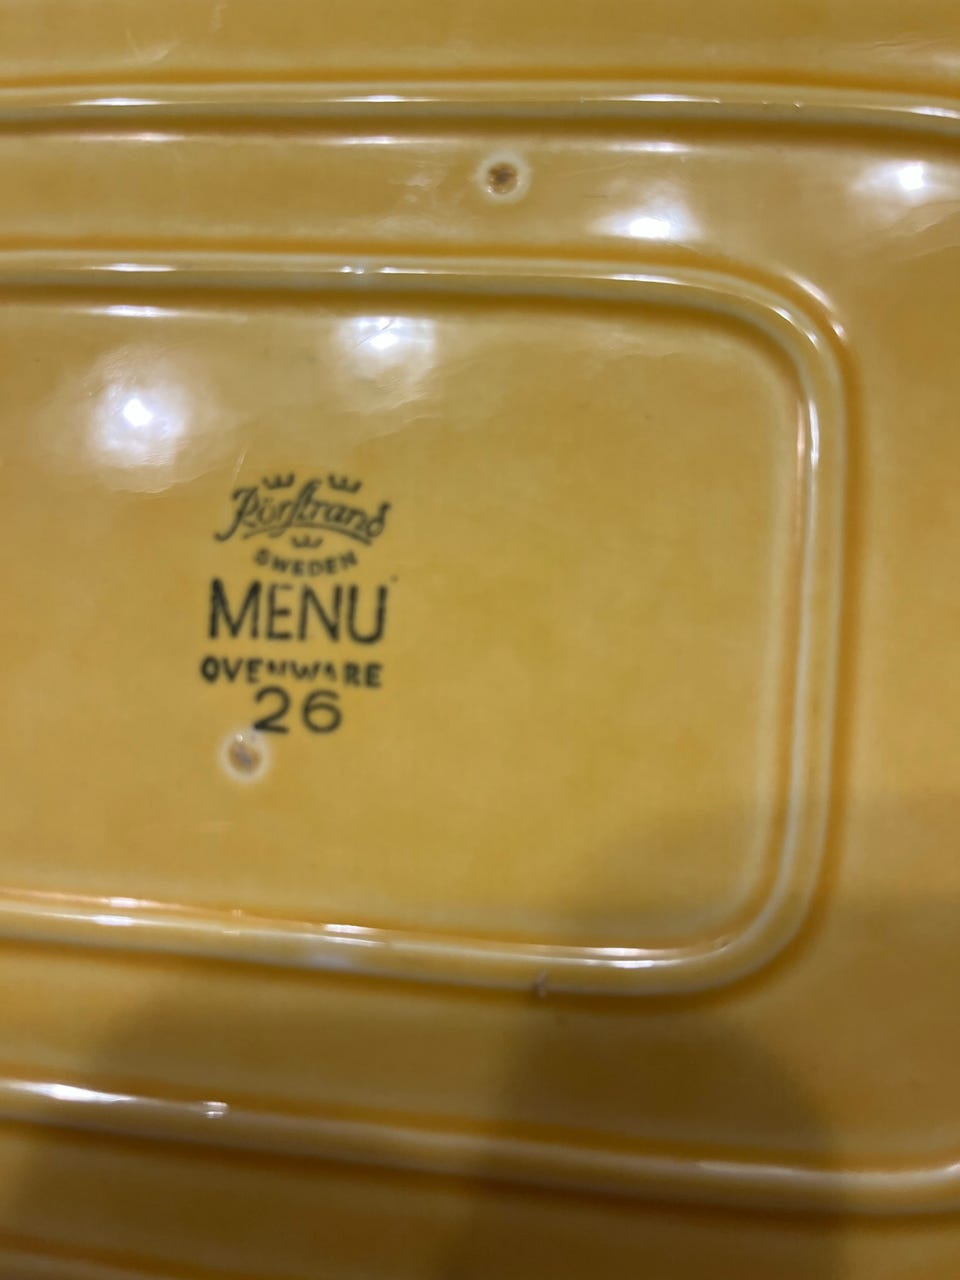 Rörstrand
SWEDEN
MENU
OVENWARE
26